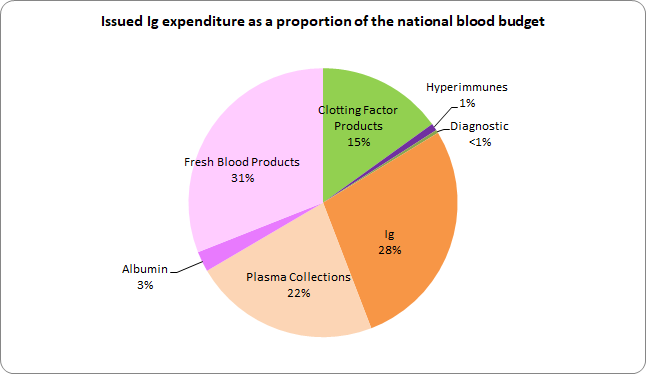 Issued Ig expenditure as a proportion of the national blood budget
Clotting Factor
Products
15%
Hyperimmunes
1%
Diagnostic
<1%
Ig
28%
Plasma Collections
22%
Albumin
3%
Fresh Blood Products
31%